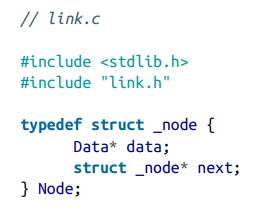 // link.c
#include <stdlib.h>
#include "link.h"
typedef struct _node {
Data* data;
struct _node* next;
} Node;